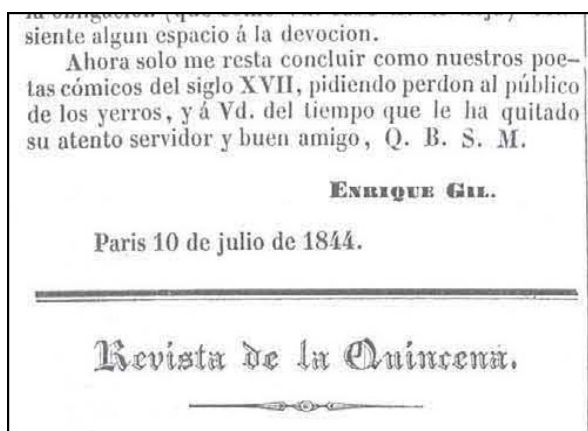 siente algun espacio á la devocion.
Ahora solo me resta concluir como nuestros poe-
tas cómicos del siglo XVII, pidiendo perdon al público
de los yerros, y á Vd. del tiempo que le ha quitado
su atento servidor y buen amigo, Q. B. S. M.
ENRIQUE GIL.
Paris 10 de julio de 1844.
Revista de la Quincena.